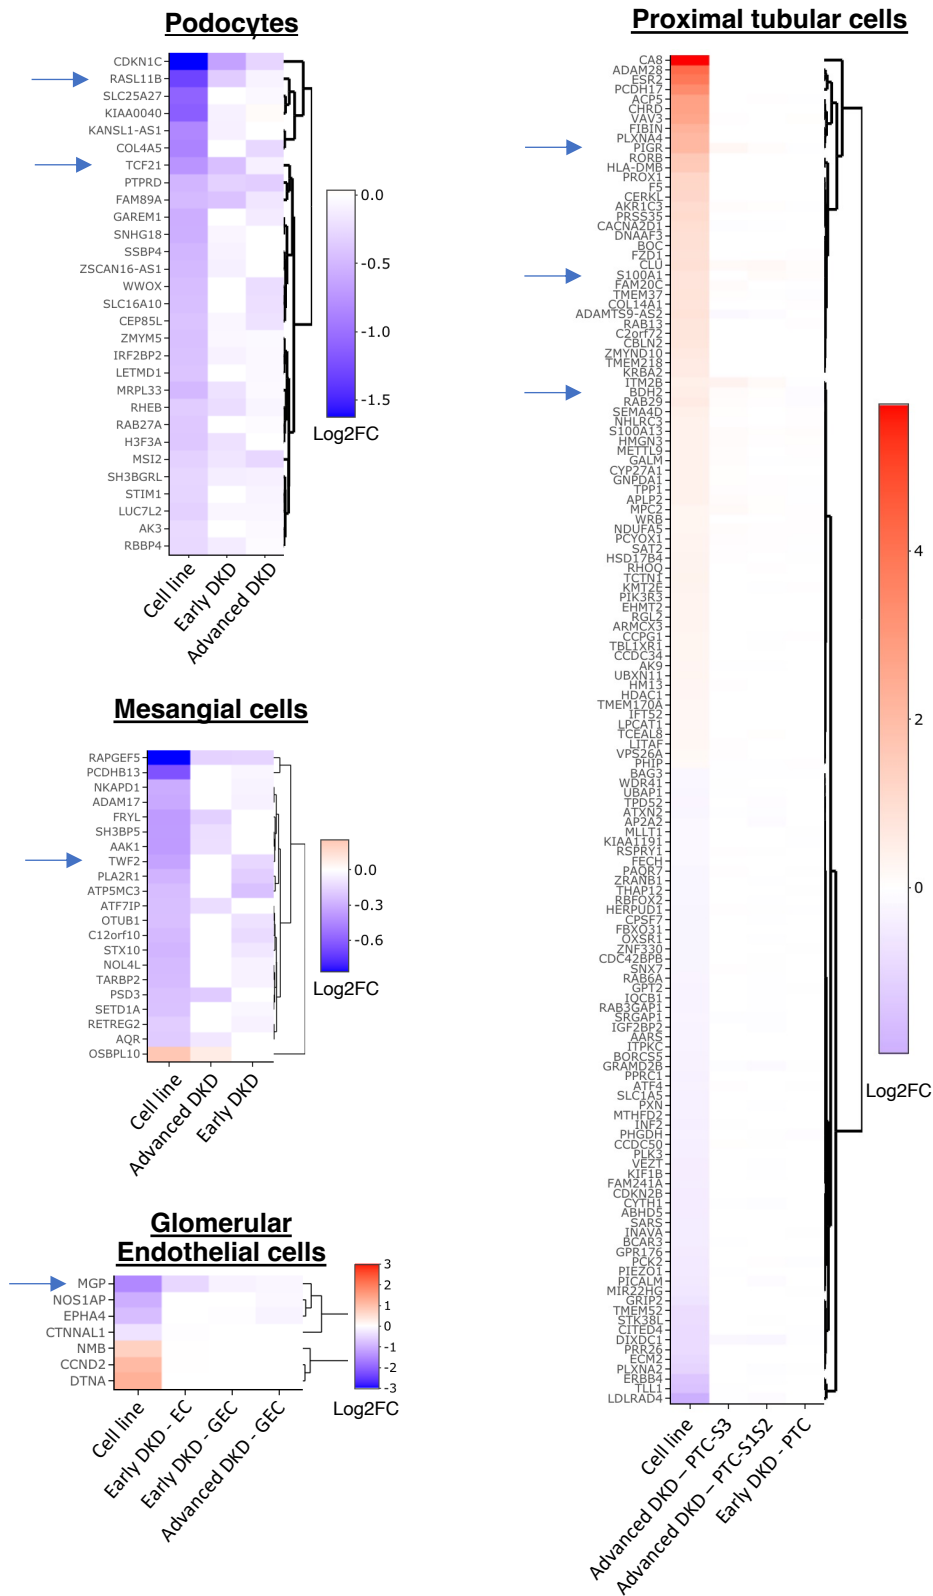 Podocytes
CDKN1C
RASL11B
SLC25A27
KIAA0040
KANSL1-AS1
COL4A5
TCF21
PTPRD
FAM89A
GAREM1
SNHG18
SSBP4
ZSCAN16-AS1
WWOX
SLC16A10
CEP85L
ZMYM5
IRF2BP2
LETMD1
MRPL33
RHEB
RAB27A
H3F3A
MSI2
SH3BGRL
STIM1
LUC7L2
AK3
RBBP4
0.0
-0.5
-1.0
-1.5
Log2FC
Cell line
Early DKD
Advanced DKD
Mesangial cells
RAPGEF5
PCDHB13
NKAPD1
ADAM17
FRYL
SH3BP5
AAK1
TWF2
PLA2R1
ATP5MC3
ATF7IP
OTUB1
C12orf10
STX10
NOL4L
TARBP2
PSD3
SETD1A
RETREG2
AQR
OSBPL10
0.0
-0.3
-0.6
Log2FC
Cell line
Advanced DKD
Early DKD
Glomerular
Endothelial cells
MGP
NOS1AP
EPHA4
CTNNAL1
NMB
CCND2
DTNA
3
2
1
0
-1
-2
-3
Log2FC
Cell line
Early DKD - EC
Early DKD - GEC
Advanced DKD - GEC
Proximal tubular cells
CA8
ADAM28
ESR2
PCDH17
ACP5
CHRD
VAV3
FIBIN
PLXNA4
PIGR
RORB
HLA-DMB
PROX1
F5
CERKL
AKR1C3
PRSS35
CACNA2D1
DNAAF3
BOC
FZD1
CLU
S100A1
FAM20C
TMEM37
COL14A1
ADAMTS9-AS2
RAB13
C2orf72
CBLN2
ZMYND10
TMEM218
KRBA2
ITM2B
BDH2
RAB29
SEMA4D
NHLRC3
S100A13
HMGN3
METTL9
GALM
CYP27A1
GNPDA1
TPP1
APLP2
MPC2
WRB
NDUFA5
PCYOX1
SAT2
HSD17B4
RHOQ
TCTN1
KMT2E
PIK3R3
EHMT2
RGL2
ARMCX3
CCPG1
TBL1XR1
CCDC34
AK9
UBXN11
HM13
HDAC1
TMEM170A
IFT52
LPCAT1
TCEAL8
LITAF
VPS26A
PHIP
BAG3
WDR41
UBAP1
TPD52
ATXN2
AP2A2
MLLT1
KIAA1191
RSPRY1
FECH
PAQR7
ZRANB1
THAP12
RBFOX2
HERPUD1
CPSF7
FBXO31
OXSR1
ZNF330
CDC42BPB
SNX7
RAB6A
GPT2
IQCB1
RAB3GAP1
SRGAP1
IGF2BP2
AARS
ITPKC
BORCS5
GRAMD2B
PPRC1
ATF4
SLC1A5
PXN
MTHFD2
INF2
PHGDH
CCDC50
PLK3
VEZT
KIF1B
FAM241A
CDKN2B
CYTH1
ABHD5
SARS
INAVA
BCAR3
GPR176
PCK2
PIEZO1
PICALM
MIR22HG
GRIP2
TMEM52
STK38L
CITED4
DIXDC1
PRR26
ECM2
PLXNA2
ERBB4
TLL1
LDLRAD4
4
2
0
Log2FC
Cell line
Advanced DKD – PTC-S3
Advanced DKD – PTC-S1S2
Early DKD - PTC